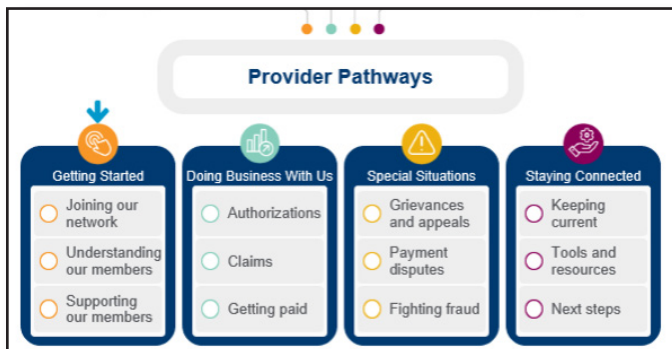 Provider Pathways
Getting Started
Joining our
network
Understanding
our members
Supporting
our members
Doing Business With Us
Authorizations
Claims
Getting paid
Special Situations
Grievances
and appeals
Payment
disputes
Fighting fraud
Staying Connected
Keeping
current
Tools and
resources
Next steps